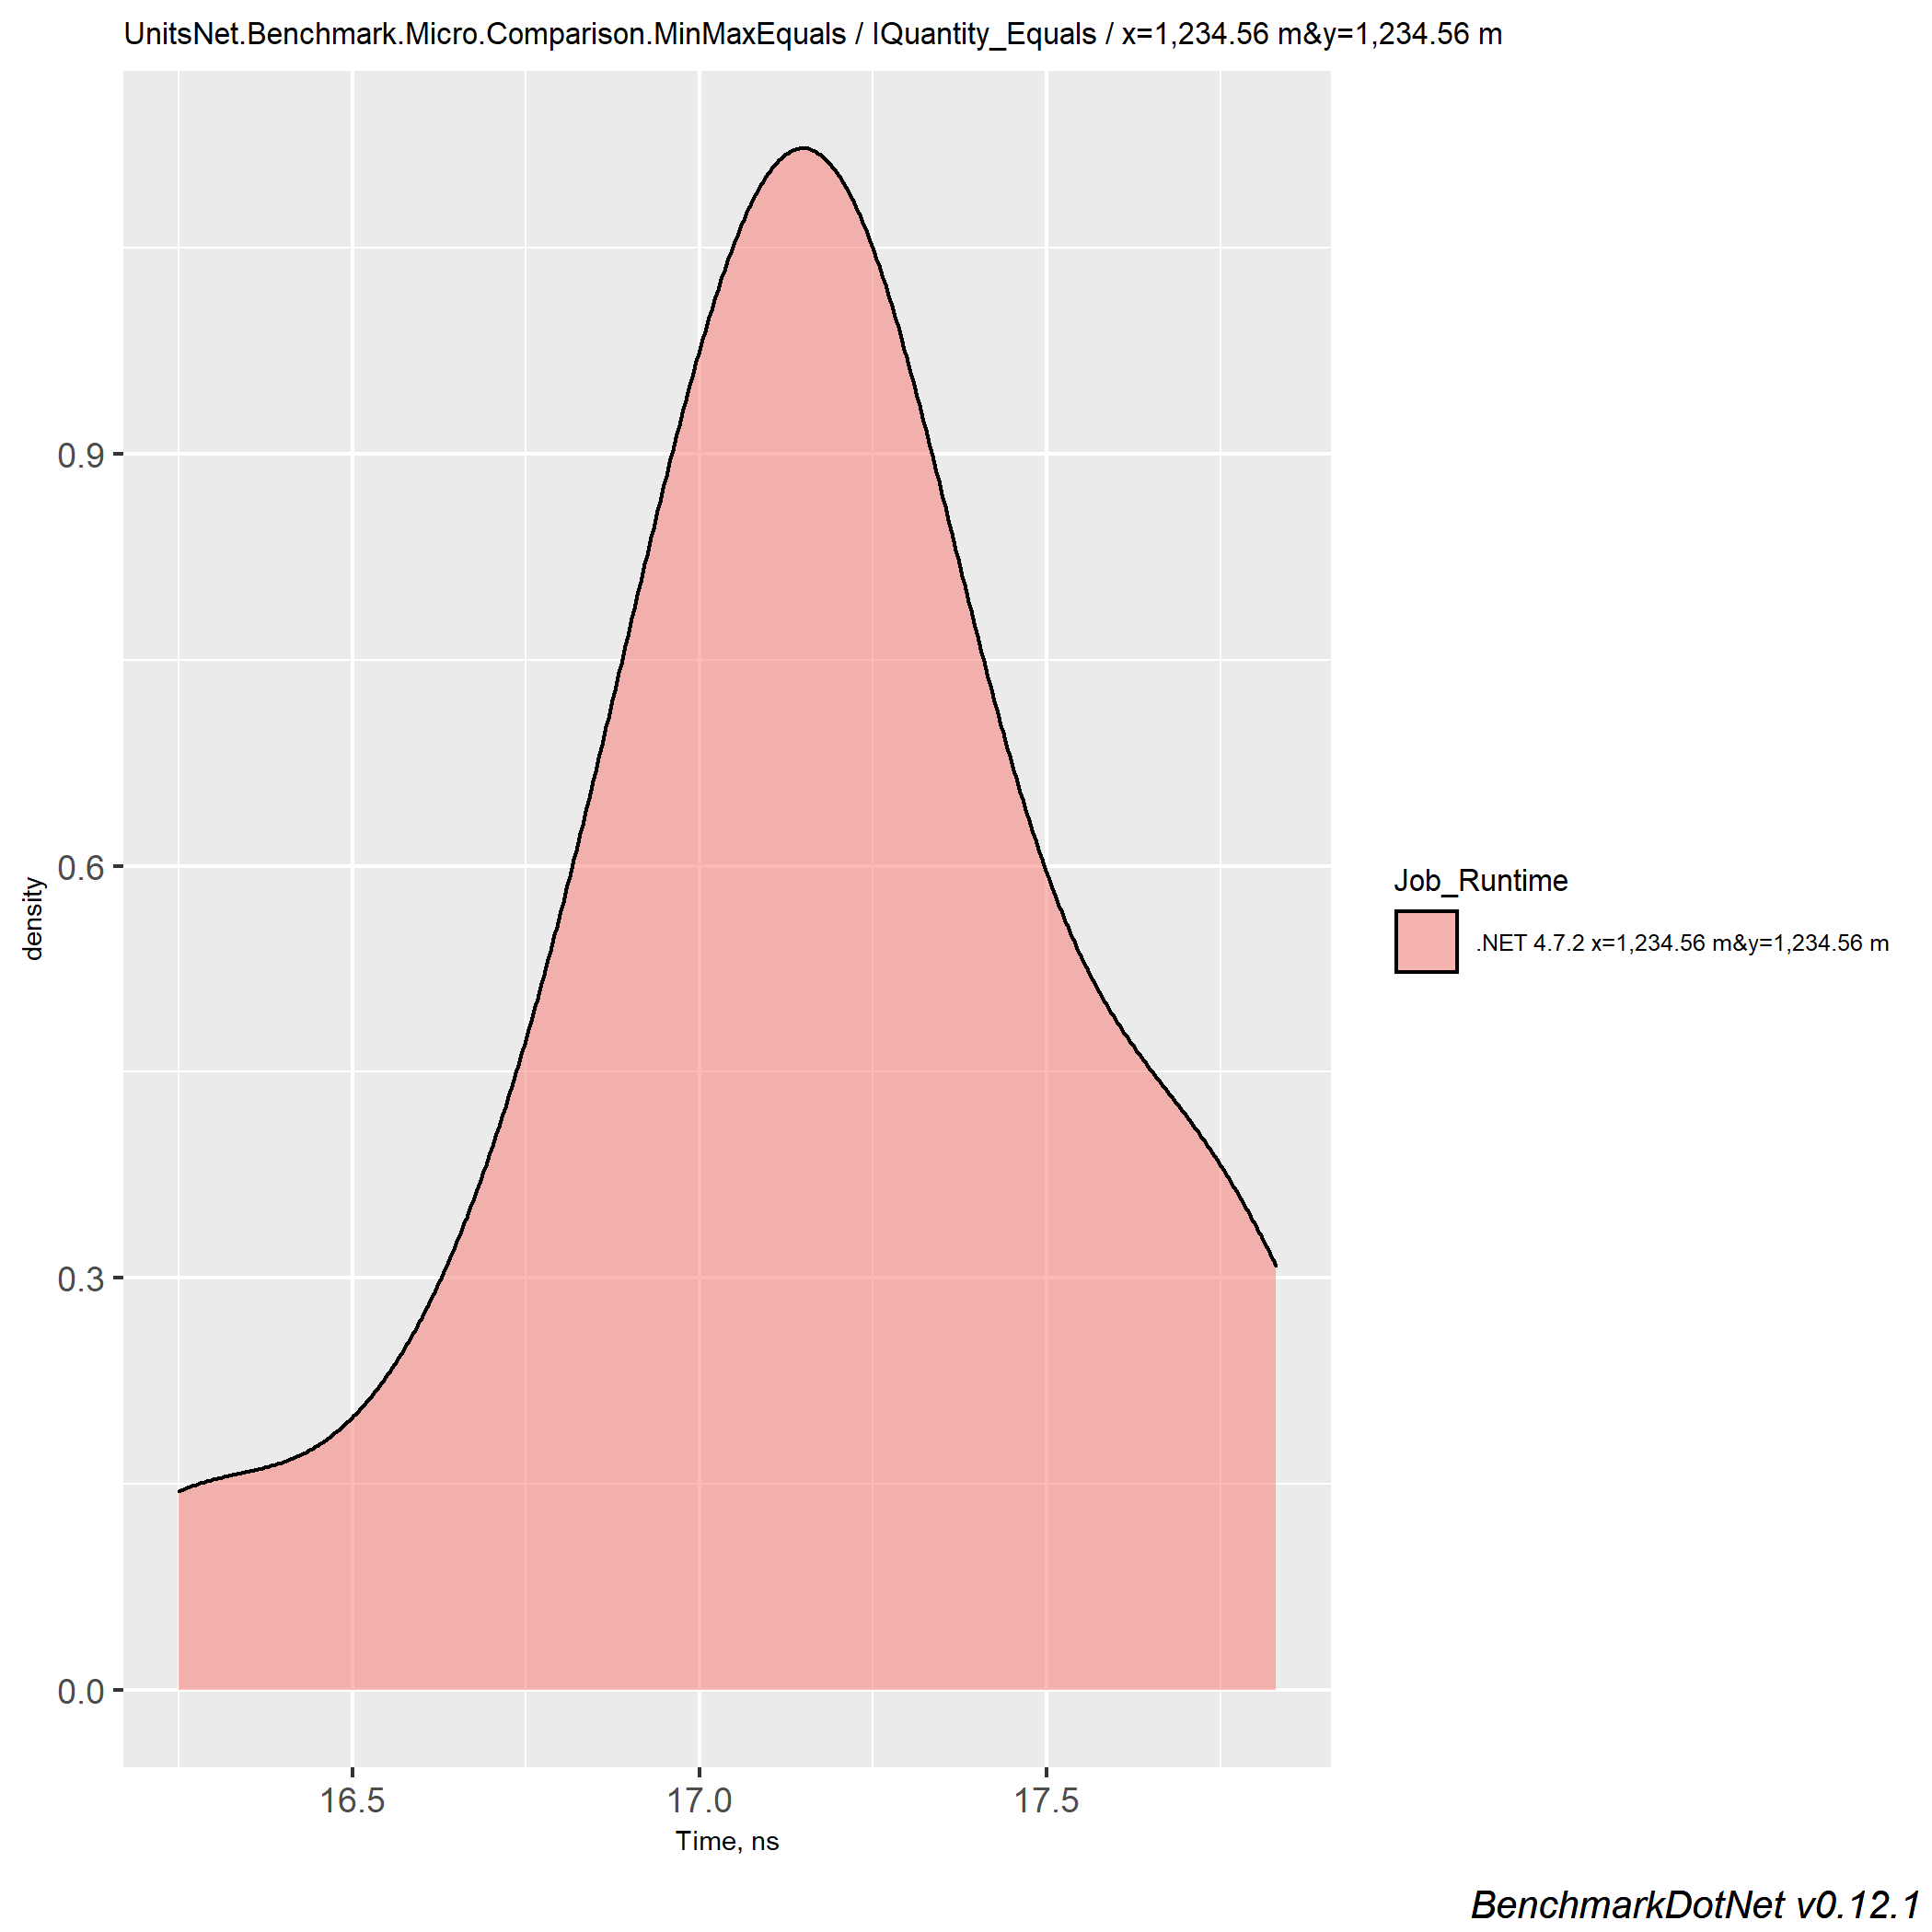 UnitsNet.Benchmark.Micro.Comparison.MinMaxEquals / IQuantity_Equals / x=1,234.56 m&y=1,234.56 m
0.9
0.6
0.3
0.0
density
16.5 17.0 17.5
Time, ns
Job_Runtime
.NET 4.7.2 x=1,234.56 m&y=1,234.56 m
BenchmarkDotNet v0.12.1